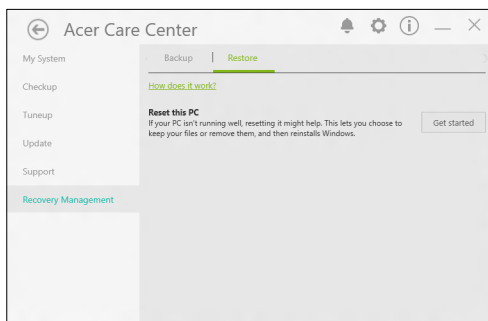 Acer Care Center
My System
Checkup
Tuneup
Update
Support
Recovery Management
Backup | Restore
How does it work?
Reset this PC
If your PC isn't running well, resetting it might help. This lets you choose to
keep your files or remove them, and then reinstalls Windows.
Get started